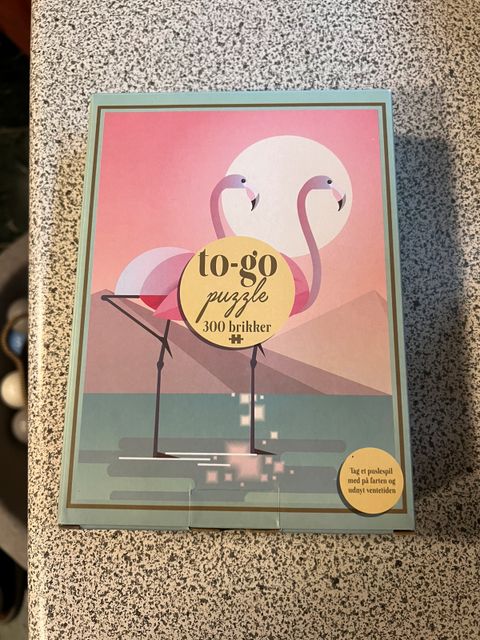 to-go
puzzle
300 brikker
Tag et puslespil
med på farten og
udnyt ventetiden